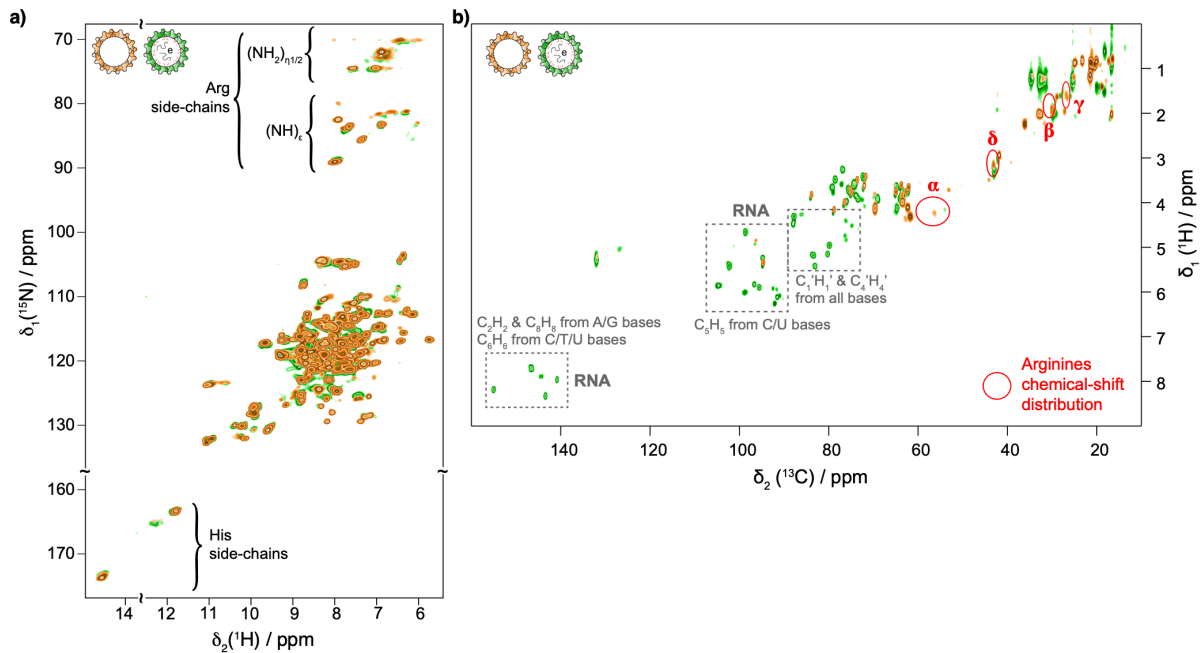 a)
70
80
90
100
110
120
130
160
170
δ₁(¹⁵N) / ppm
(NH₂)η1/2
Arg
side-chains
(NH)ε
e
His
side-chains
14
12
11
10
9
8
7
6
δ₂(¹H) / ppm
b)
e
δ
β
γ
α
RNA
C₁'H₁' & C₄'H₄'
from all bases
C₅H₅ from C/U bases
C₂H₂ & C₈H₈ from A/G bases
C₆H₆ from C/T/U bases
RNA
Arginines
chemical-shift
distribution
1
2
3
4
5
6
7
8
δ₁ (¹H) / ppm
140
120
100
80
60
40
20
δ₂ (¹³C) / ppm